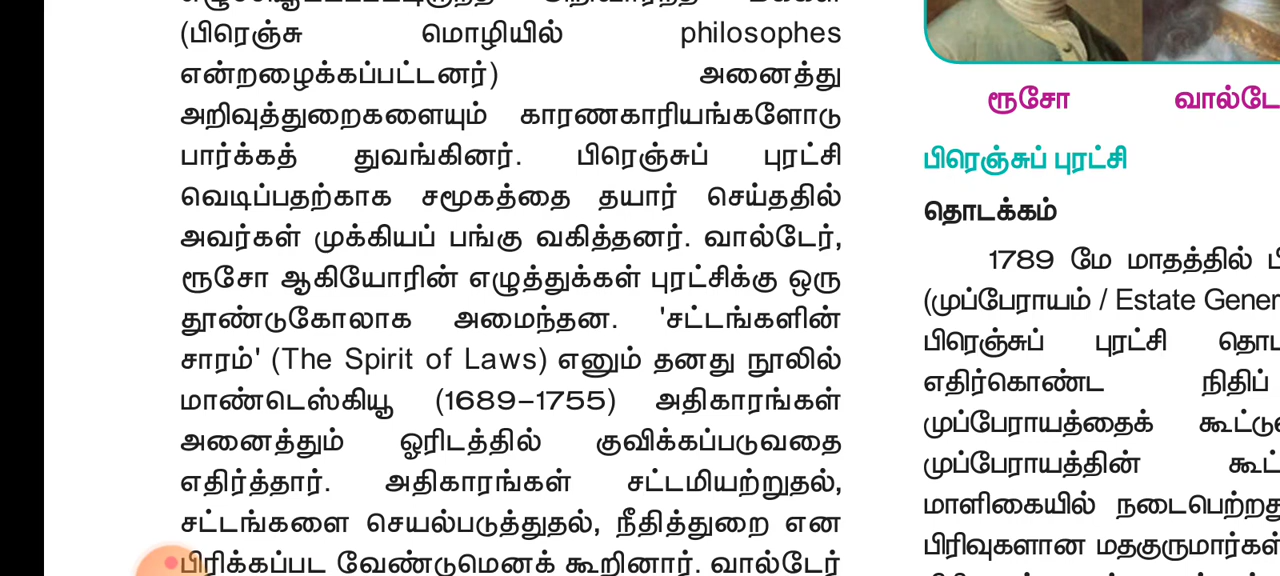 (பிரெஞ்சு மொழியில் philosophes
என்றழைக்கப்பட்டனர்) அனைத்து
அறிவுத்துறைகளையும் காரணகாரியங்களோடு
பார்க்கத் துவங்கினர். பிரெஞ்சுப் புரட்சி
வெடிப்பதற்காக சமூகத்தை தயார் செய்ததில்
அவர்கள் முக்கியப் பங்கு வகித்தனர். வால்டேர்,
ரூசோ ஆகியோரின் எழுத்துக்கள் புரட்சிக்கு ஒரு
தூண்டுகோலாக அமைந்தன. 'சட்டங்களின்
சாரம்' (The Spirit of Laws) எனும் தனது நூலில்
மாண்டெஸ்கியூ (1689–1755) அதிகாரங்கள்
அனைத்தும் ஓரிடத்தில் குவிக்கப்படுவதை
எதிர்த்தார். அதிகாரங்கள் சட்டமியற்றுதல்,
சட்டங்களை செயல்படுத்துதல், நீதித்துறை என
பிரிக்கப்பட வேண்டுமெனக் கூறினார். வால்டேர்
ரூசோ வால்டே
பிரெஞ்சுப் புரட்சி
தொடக்கம்
1789 மே மாதத்தில்
(முப்பேராயம் / Estate Gener
பிரெஞ்சுப் புரட்சி
எதிர்கொண்ட நிதிப்
முப்பேராயத்தைக்
முப்பேராயத்தின்
மாளிகையில் நடைபெற்றது
பிரிவுகளான மதகுருமார்கள்